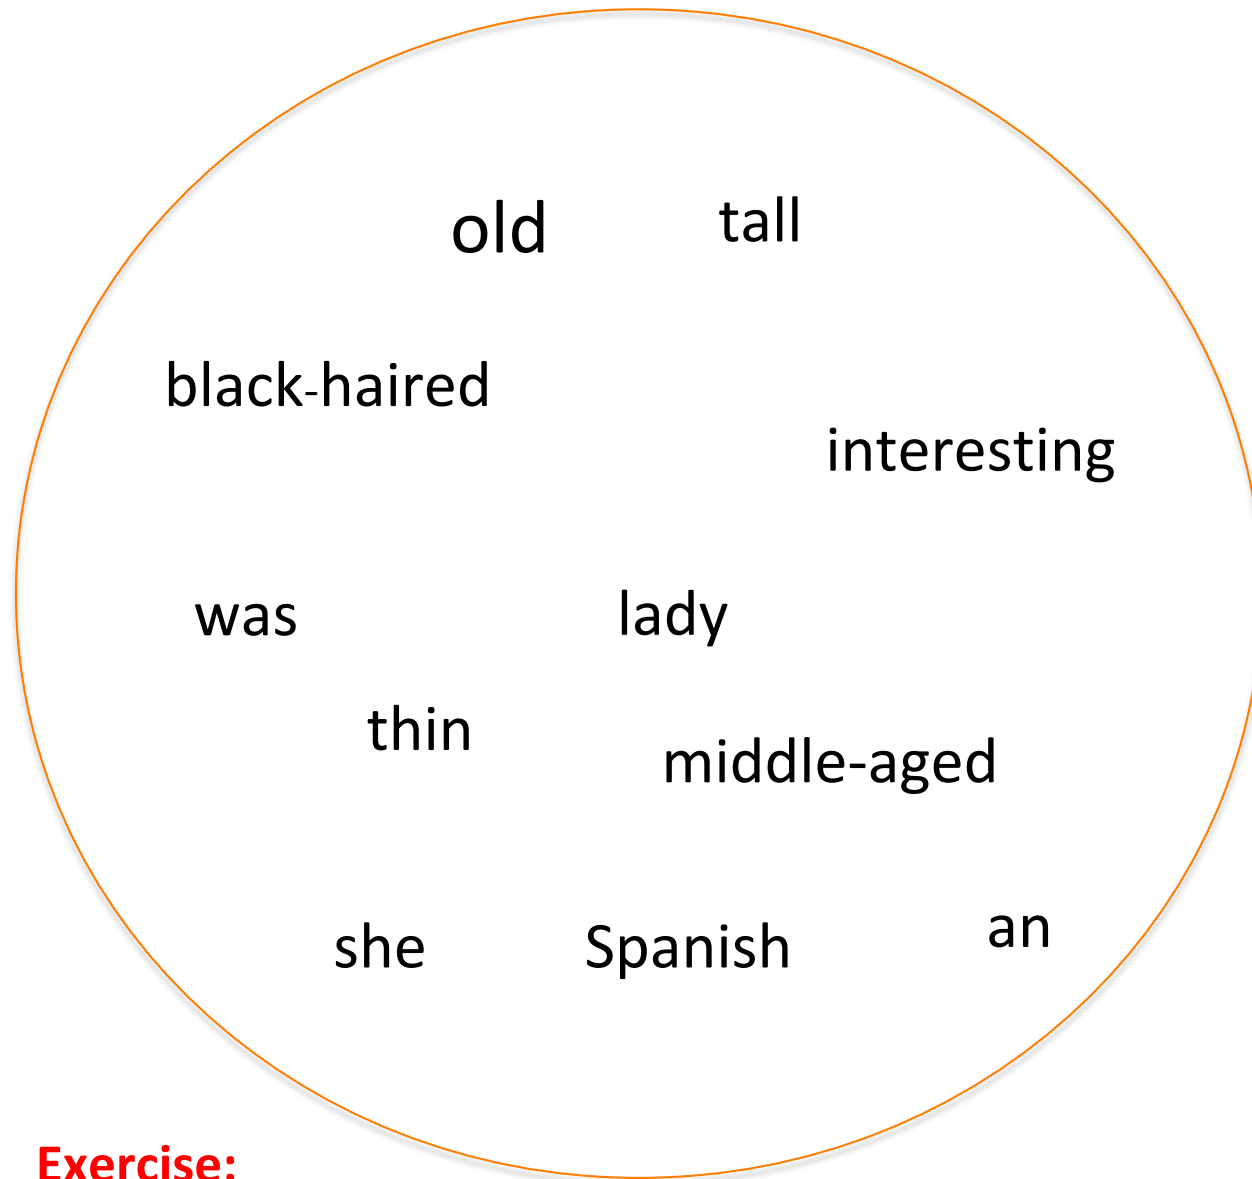 old tall
black-haired
interesting
was lady
thin
middle-aged
she Spanish an
Exercise: